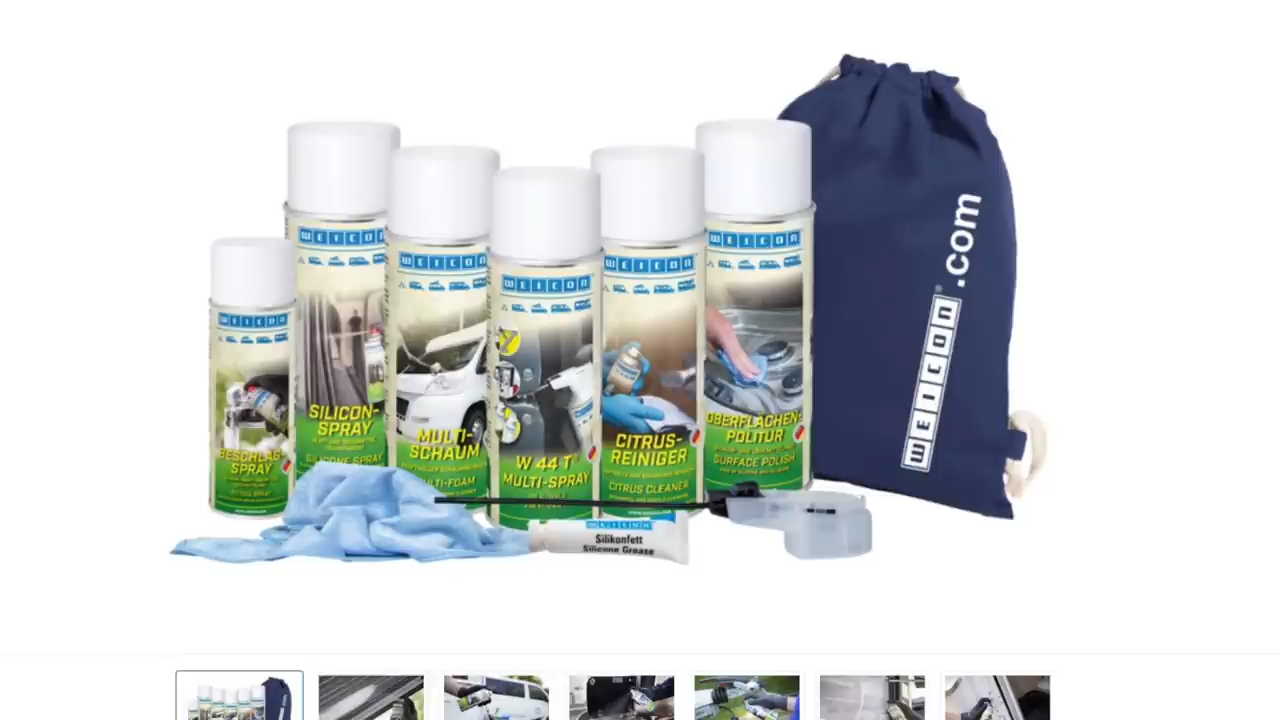 WEICON
BESCHLAG-
SPRAY
WEICON
SILICON-
SPRAY
SILICONE SPRAY
WEICON
MULTI-
SCHAUM
MULTI-FOAM
WEICON
W 44 T®
MULTI-SPRAY
WEICON
CITRUS-
REINIGER
CITRUS CLEANER
WEICON
OBERFLÄCHEN-
POLITUR
SURFACE POLISH
WEICON
Silikonfett
Silicone Grease
WEICON®.com